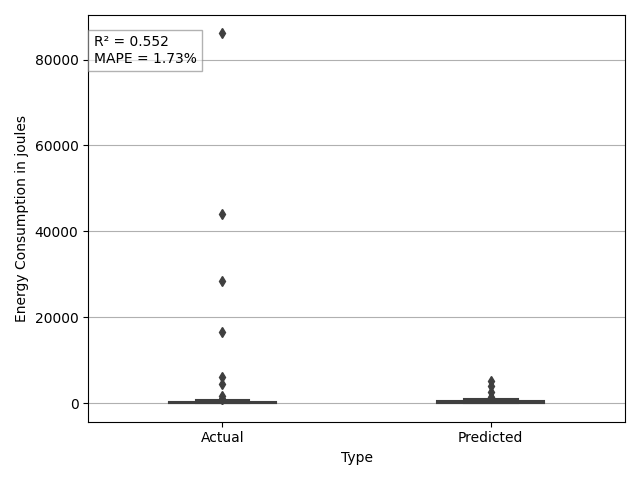 R² = 0.552
MAPE = 1.73%
80000
60000
40000
20000
0
Energy Consumption in joules
Actual
Predicted
Type